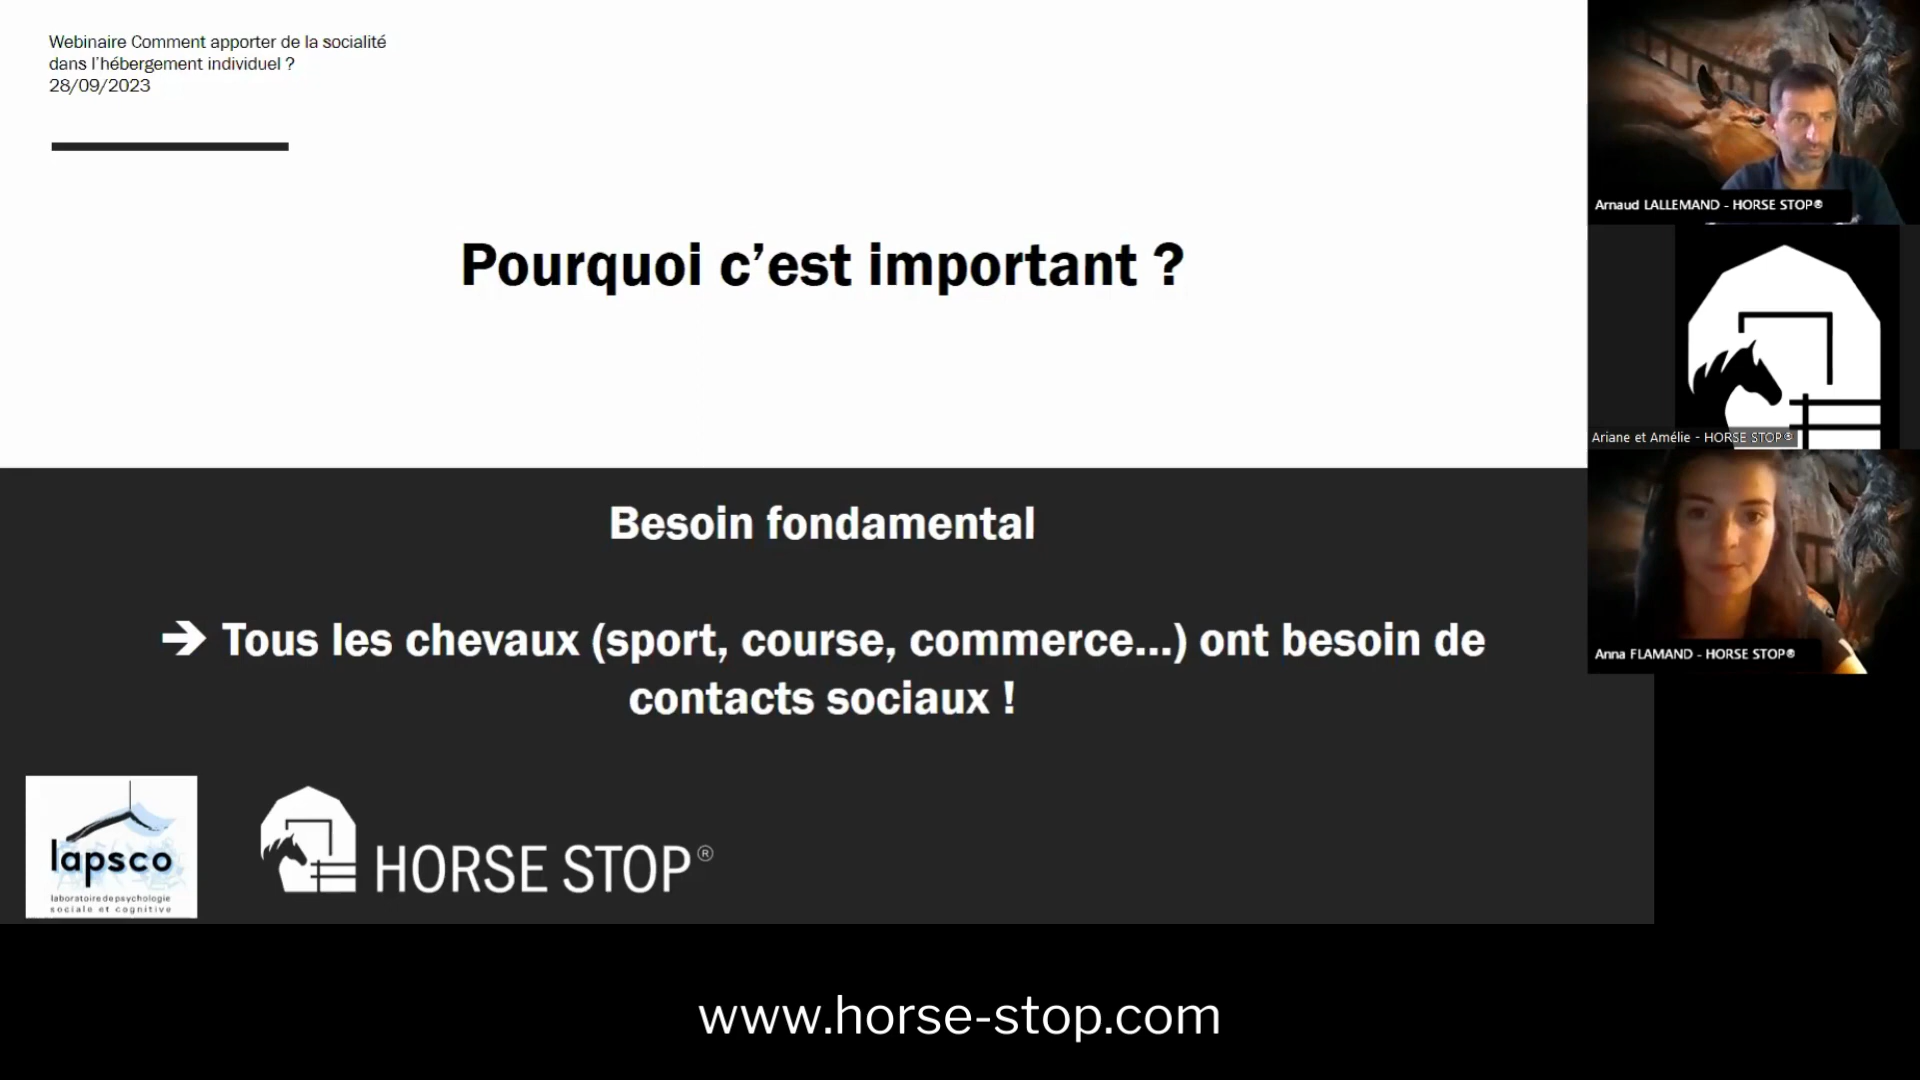 Webinaire Comment apporter de la socialité
dans l'hébergement individuel ?
28/09/2023
Pourquoi c'est important ?
Besoin fondamental
➔ Tous les chevaux (sport, course, commerce...) ont besoin de
contacts sociaux !
lapsco
laboratoire de psychologie
sociale et cognitive
HORSE STOP®
Arnaud LALLEMAND - HORSE STOP®
Ariane et Amélie - HORSE STOP®
Anna FLAMAND - HORSE STOP®
www.horse-stop.com